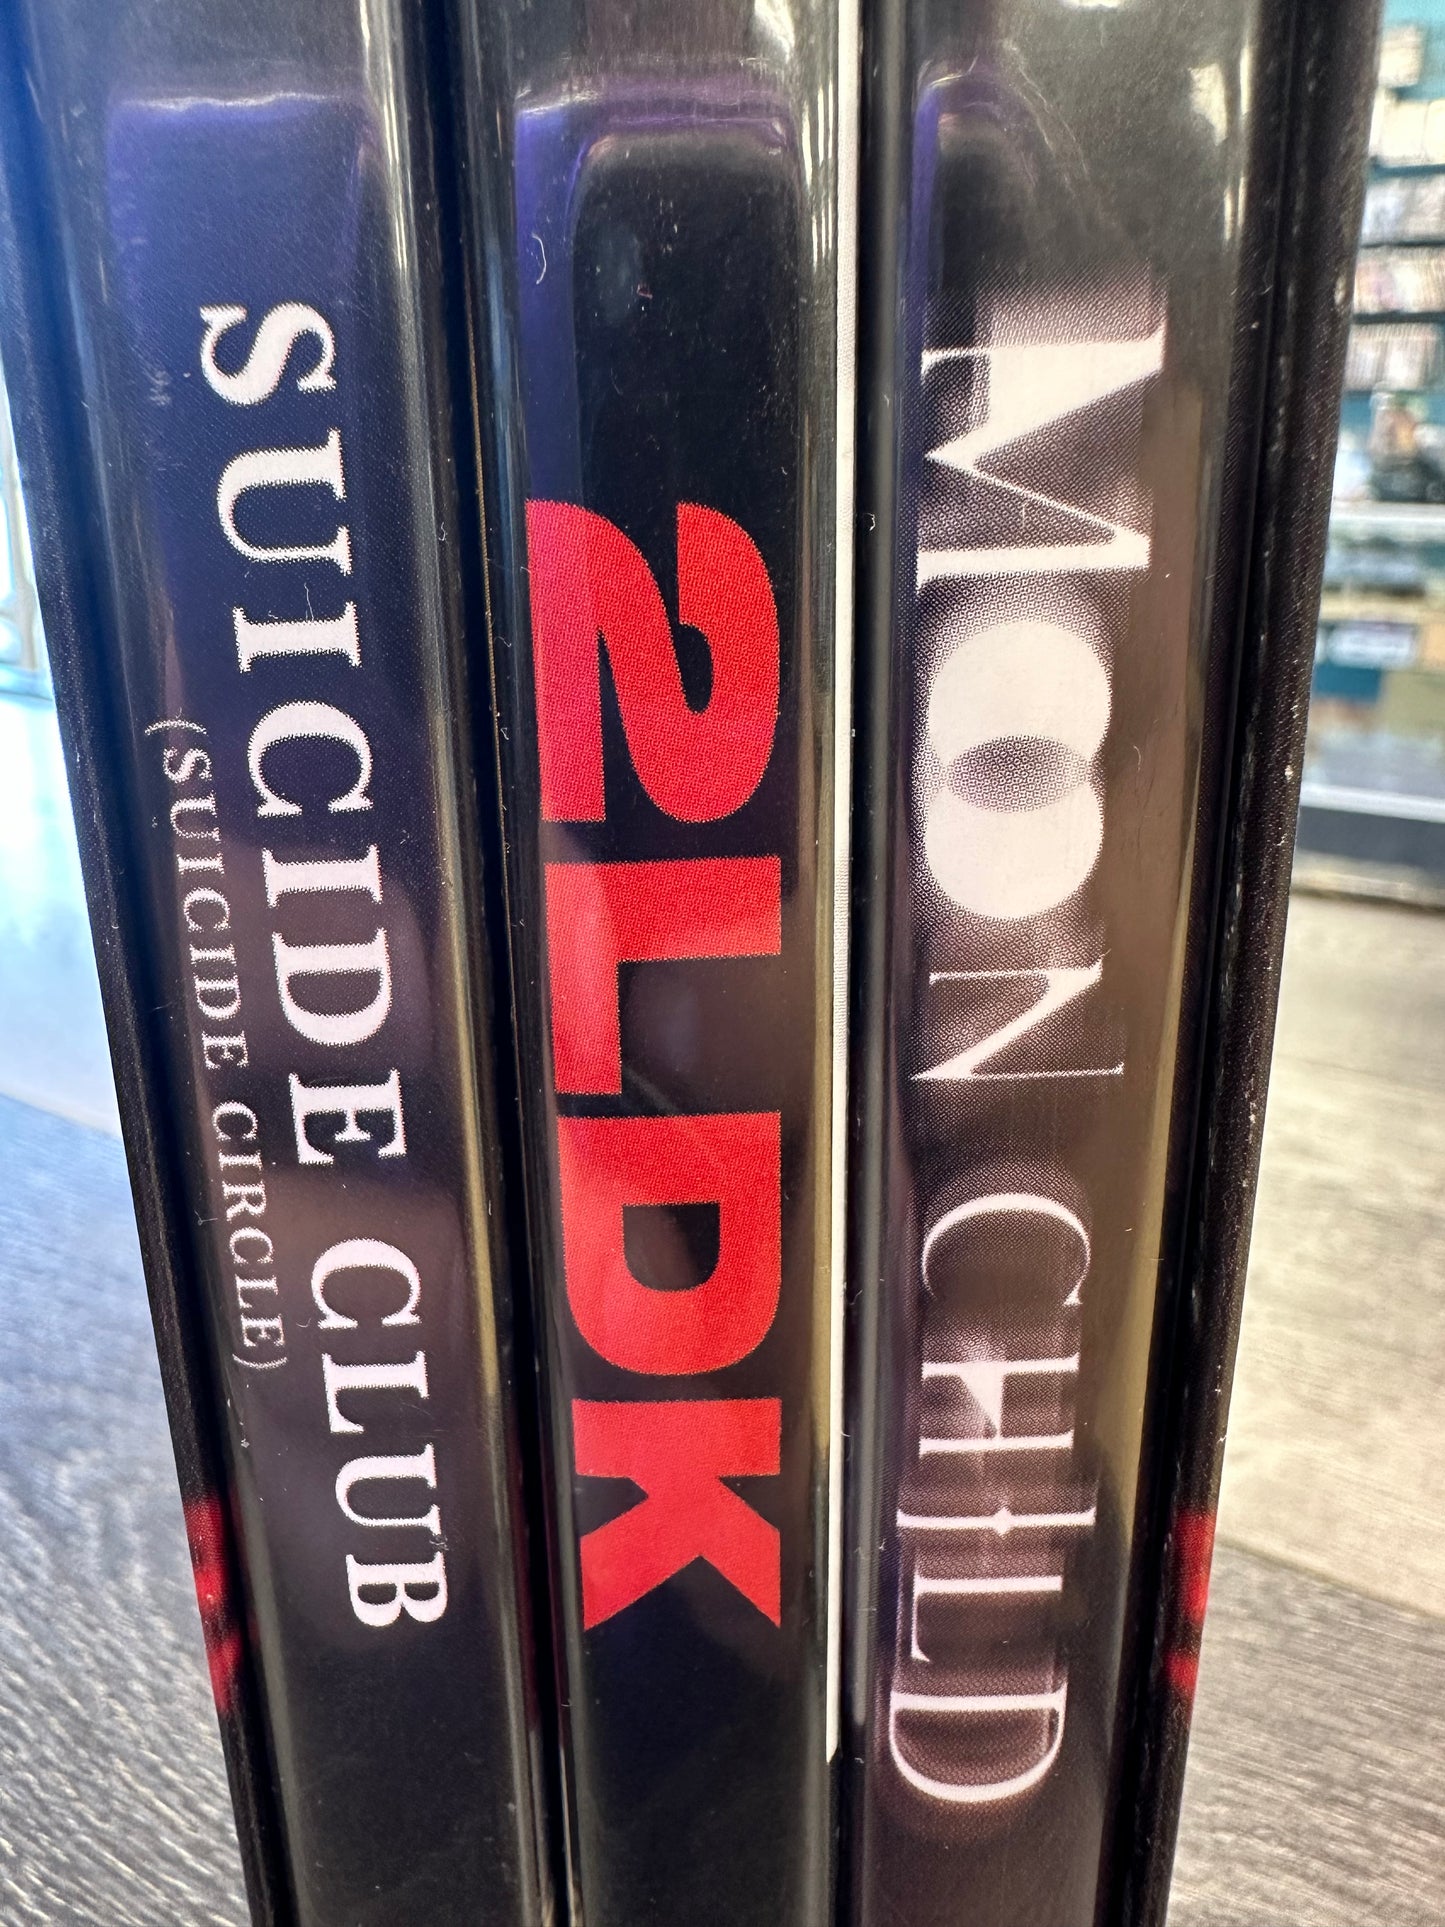 SUICIDE CLUB
(SUICIDE CIRCLE)
2LDK
MOON CHILD